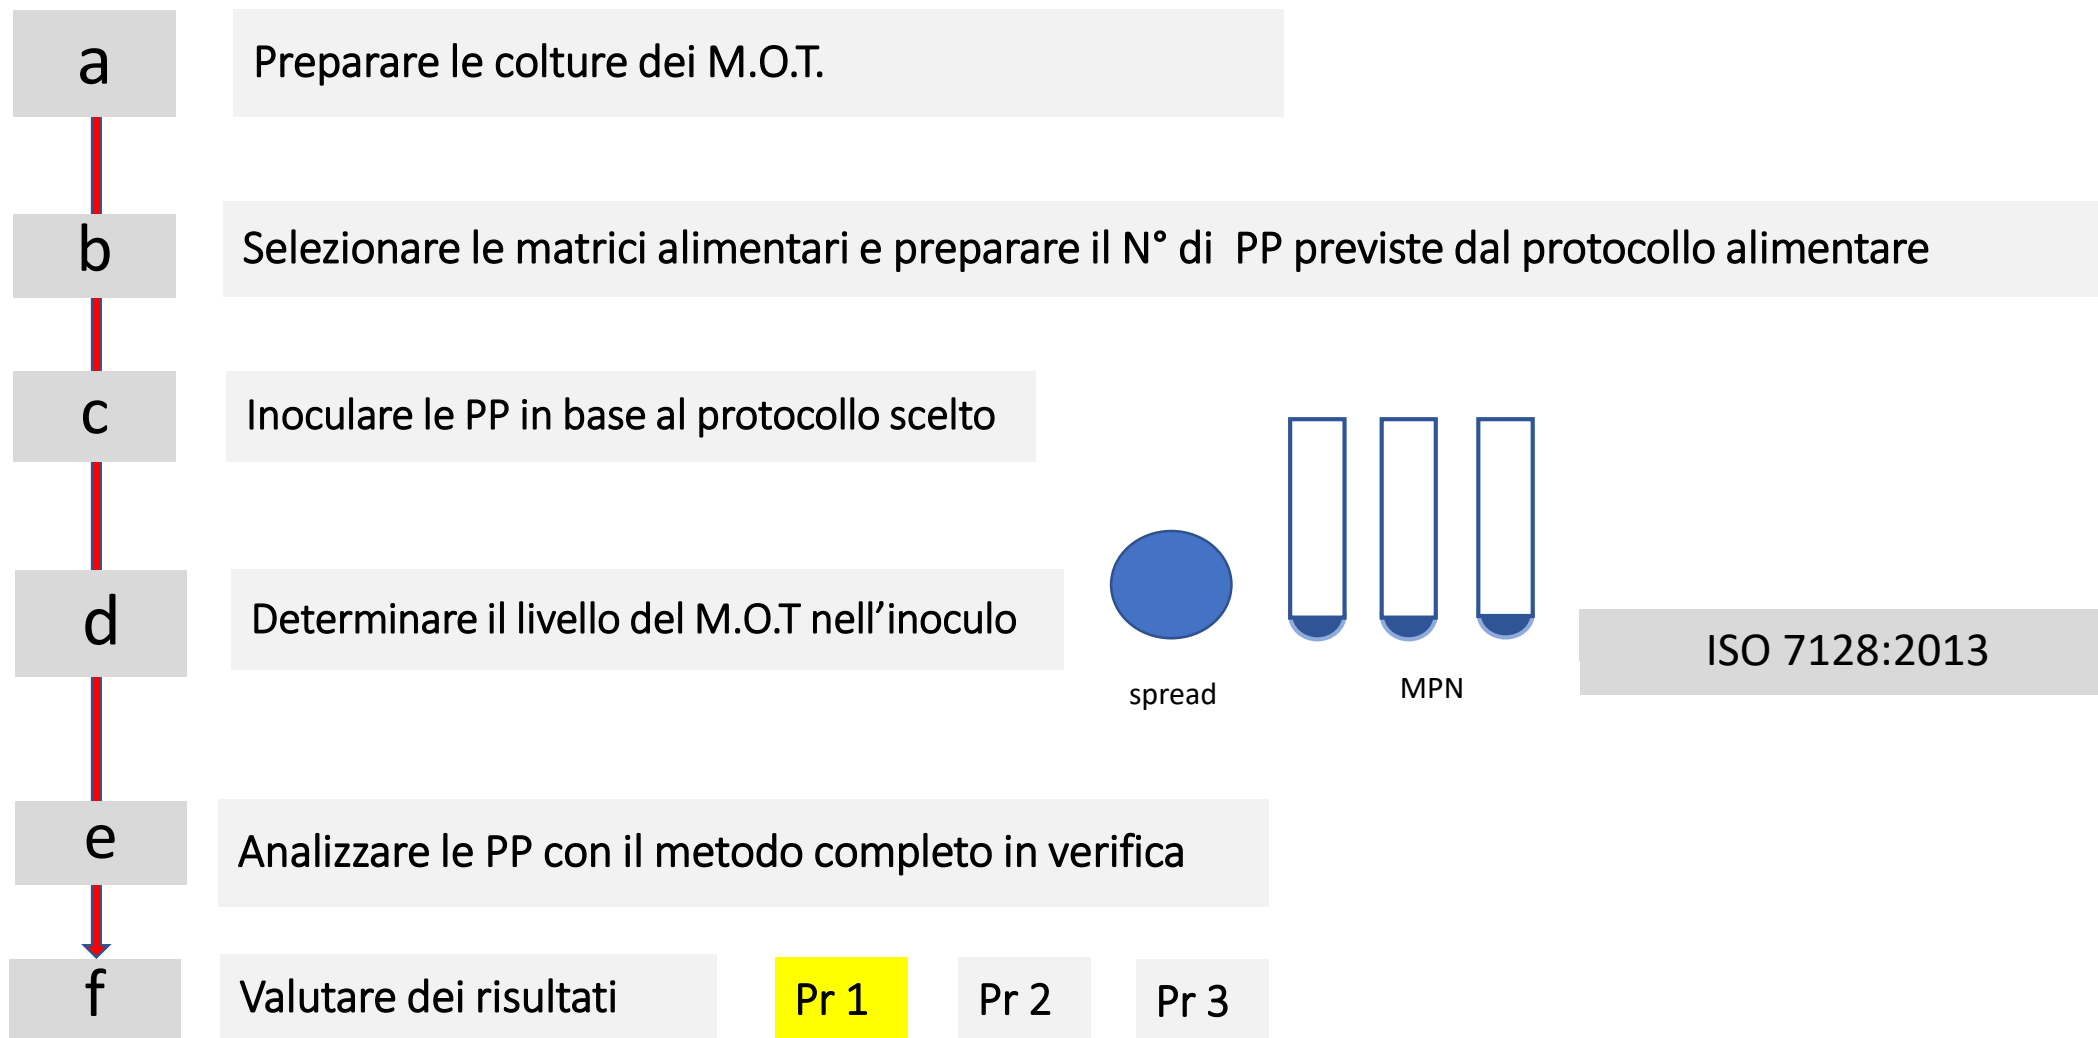 a
Preparare le colture dei M.O.T.
b
Selezionare le matrici alimentari e preparare il N° di PP previste dal protocollo alimentare
c
Inoculare le PP in base al protocollo scelto
d
Determinare il livello del M.O.T nell'inoculo
spread
MPN
ISO 7128:2013
e
Analizzare le PP con il metodo completo in verifica
f
Valutare dei risultati
Pr 1
Pr 2
Pr 3